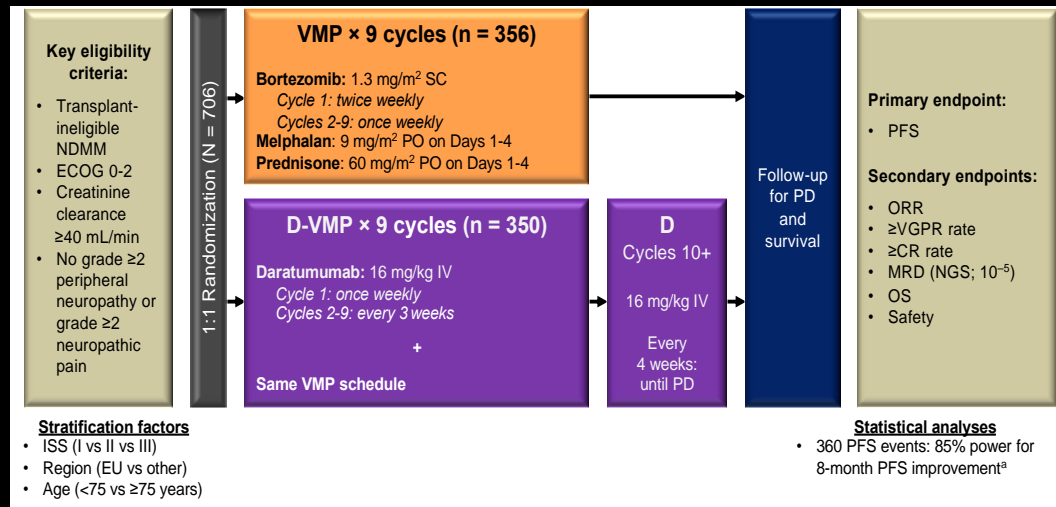 Key eligibility
criteria:
• Transplant-
ineligible
NDMM
• ECOG 0-2
• Creatinine
clearance
≥40 mL/min
• No grade ≥2
peripheral
neuropathy or
grade ≥2
neuropathic
pain
1:1 Randomization (N = 706)
VMP × 9 cycles (n = 356)
Bortezomib: 1.3 mg/m² SC
Cycle 1: twice weekly
Cycles 2-9: once weekly
Melphalan: 9 mg/m² PO on Days 1-4
Prednisone: 60 mg/m² PO on Days 1-4
D-VMP × 9 cycles (n = 350)
Daratumumab: 16 mg/kg IV
Cycle 1: once weekly
Cycles 2-9: every 3 weeks
+
Same VMP schedule
D
Cycles 10+
16 mg/kg IV
Every
4 weeks:
until PD
Follow-up
for PD
and
survival
Primary endpoint:
• PFS
Secondary endpoints:
• ORR
• ≥VGPR rate
• ≥CR rate
• MRD (NGS; 10⁻⁵)
• OS
• Safety
Stratification factors
• ISS (I vs II vs III)
• Region (EU vs other)
• Age (<75 vs ≥75 years)
Statistical analyses
• 360 PFS events: 85% power for
8-month PFS improvementᵃ